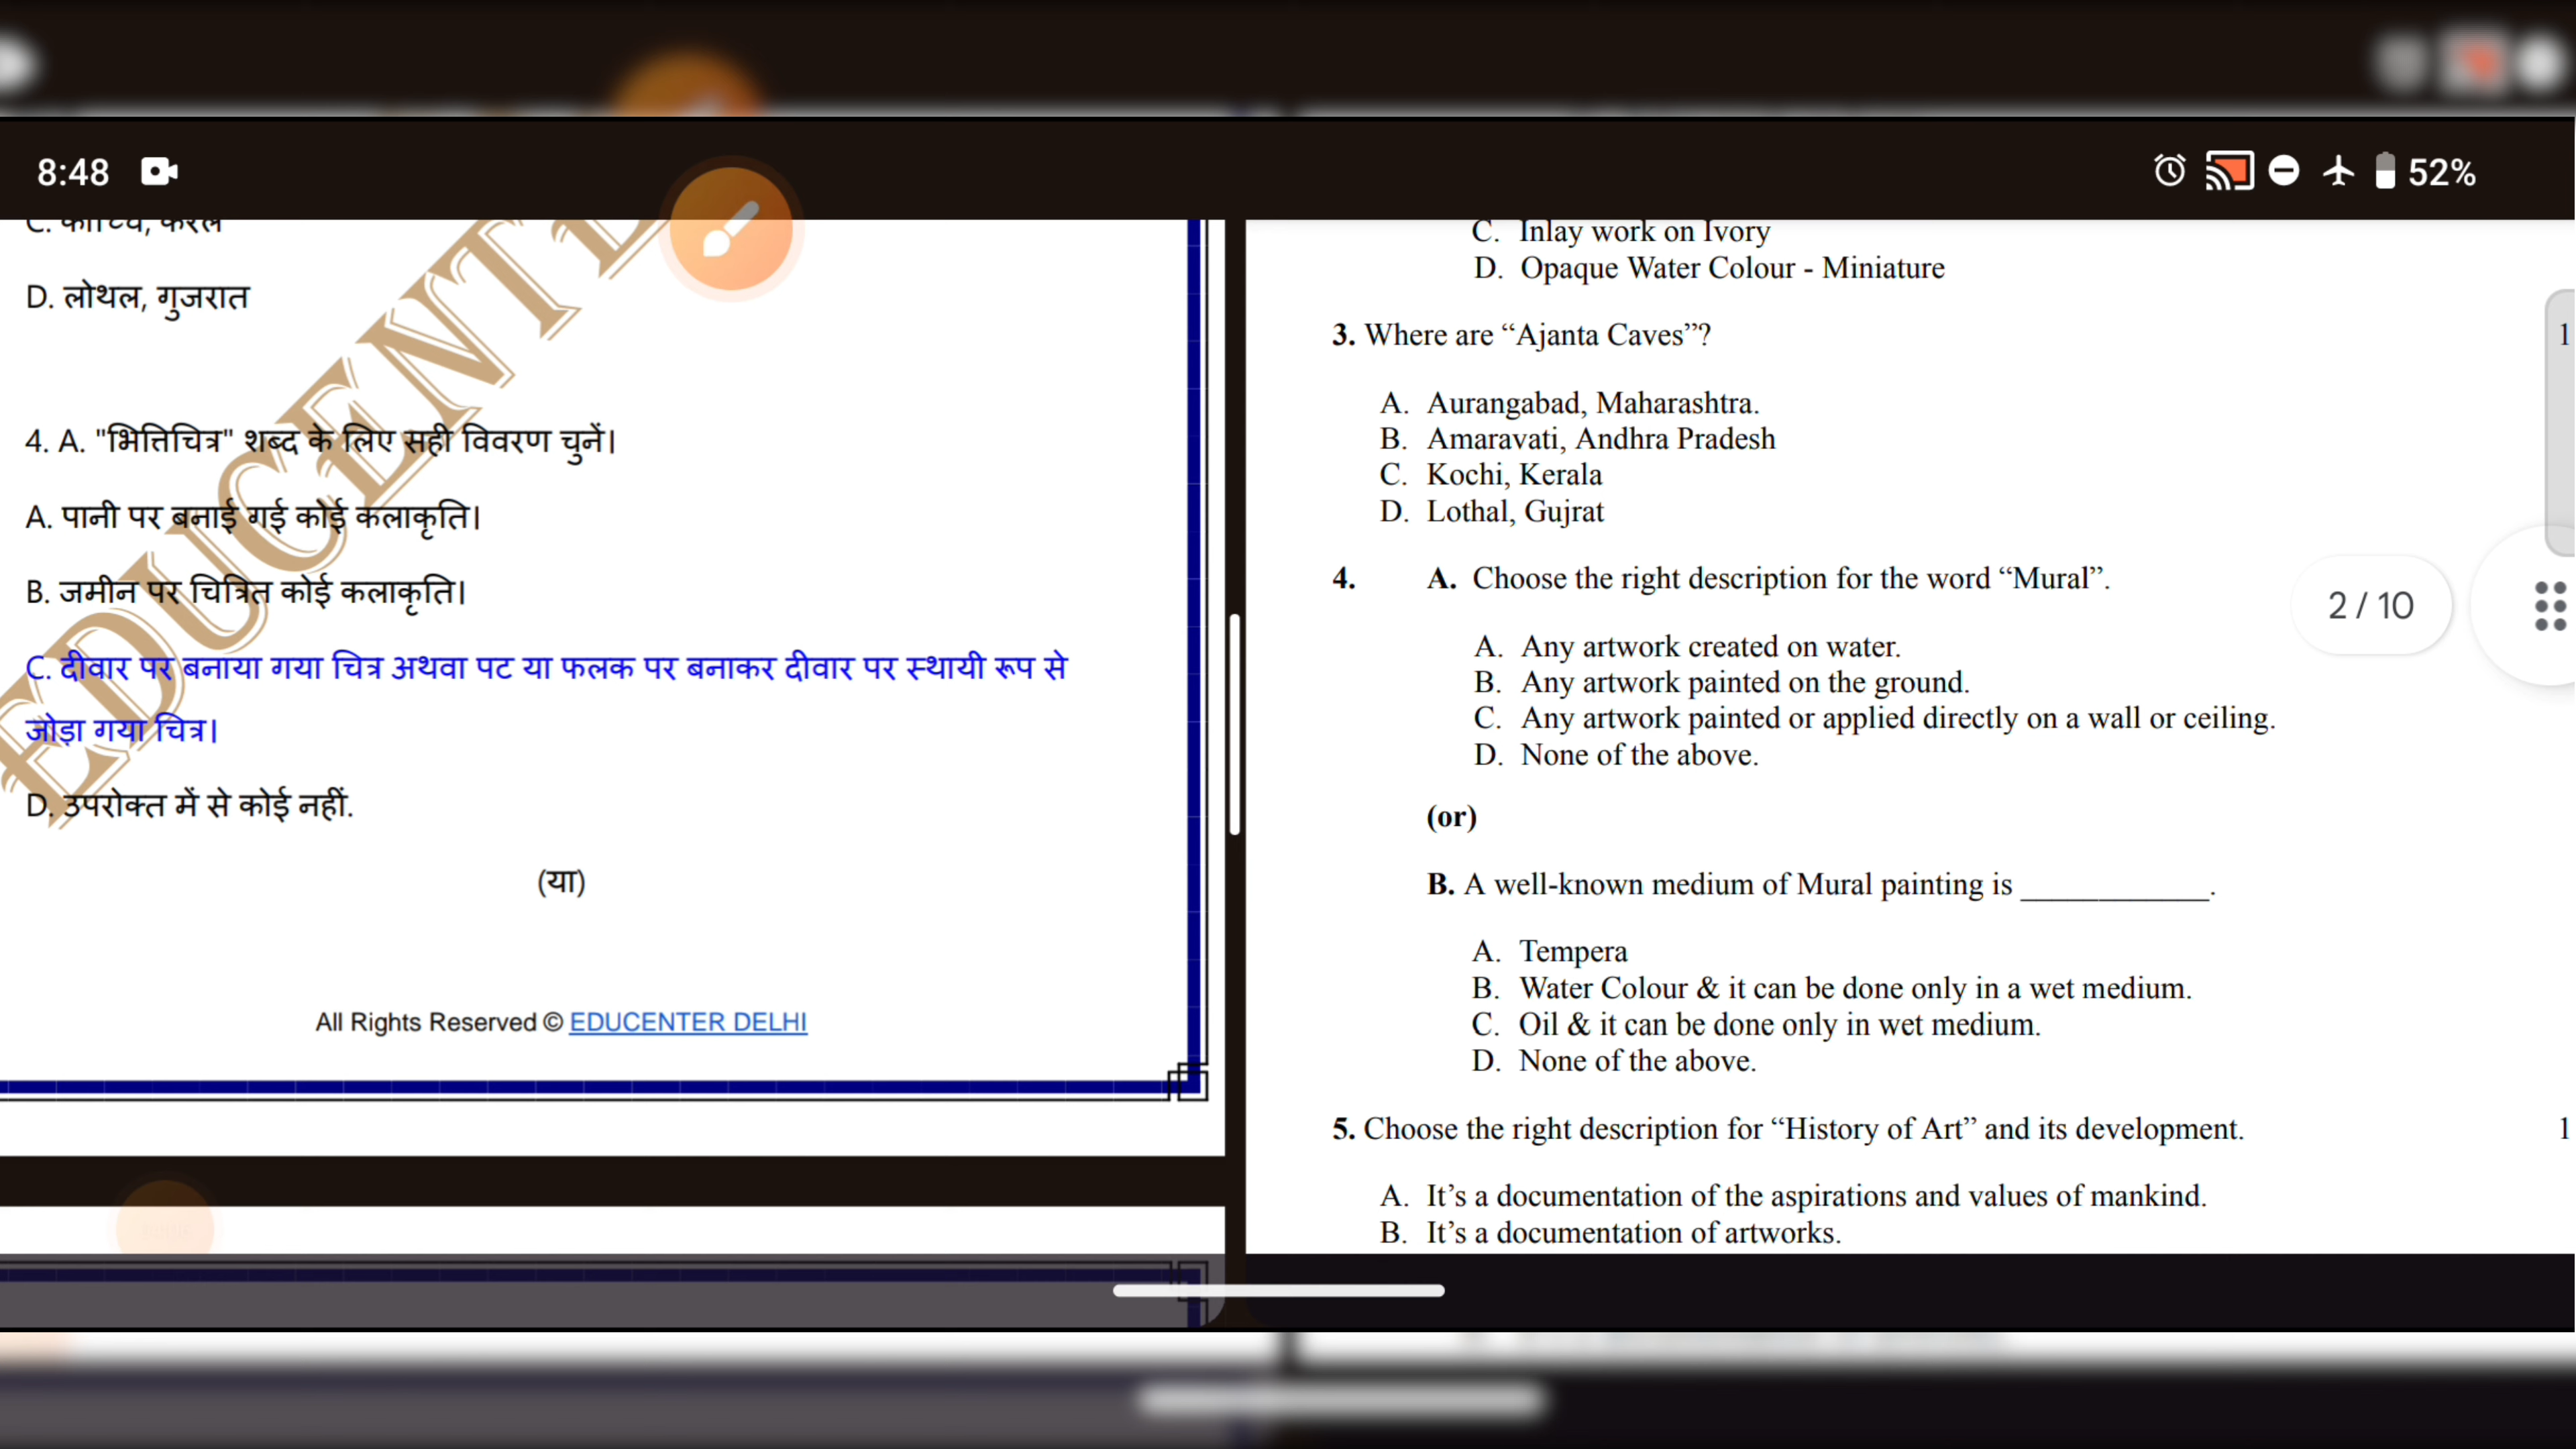 8:48
52%
D. लोथल, गुजरात
4. A. "भित्तिचित्र" शब्द के लिए सही विवरण चुनें।
A. पानी पर बनाई गई कोई कलाकृति।
B. जमीन पर चित्रित कोई कलाकृति।
C. दीवार पर बनाया गया चित्र अथवा पट या फलक पर बनाकर दीवार पर स्थायी रूप से
जोड़ा गया चित्र।
D. उपरोक्त में से कोई नहीं.
(या)
All Rights Reserved © EDUCENTER DELHI
C. Inlay work on Ivory
D. Opaque Water Colour - Miniature
3. Where are “Ajanta Caves”? 1
A. Aurangabad, Maharashtra.
B. Amaravati, Andhra Pradesh
C. Kochi, Kerala
D. Lothal, Gujrat
4. A. Choose the right description for the word “Mural”.
2 / 10
A. Any artwork created on water.
B. Any artwork painted on the ground.
C. Any artwork painted or applied directly on a wall or ceiling.
D. None of the above.
(or)
B. A well-known medium of Mural painting is ____________.
A. Tempera
B. Water Colour & it can be done only in a wet medium.
C. Oil & it can be done only in wet medium.
D. None of the above.
5. Choose the right description for “History of Art” and its development. 1
A. It’s a documentation of the aspirations and values of mankind.
B. It’s a documentation of artworks.